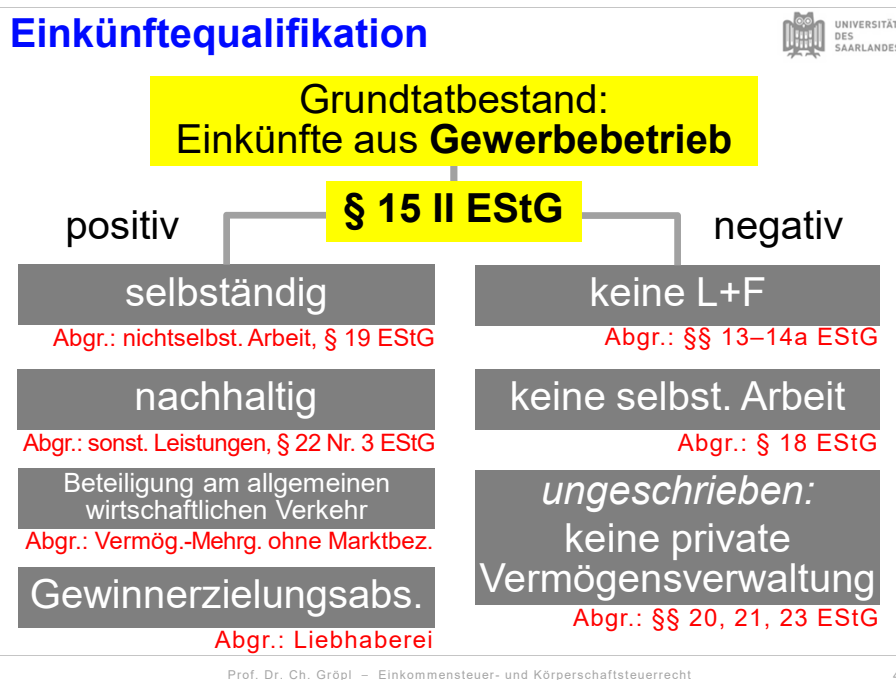 Einkünftequalifikation
UNIVERSITÄT
DES
SAARLANDES
Grundtatbestand:
Einkünfte aus Gewerbebetrieb
§ 15 II EStG
positiv
negativ
selbständig
Abgr.: nichtselbst. Arbeit, § 19 EStG
nachhaltig
Abgr.: sonst. Leistungen, § 22 Nr. 3 EStG
Beteiligung am allgemeinen
wirtschaftlichen Verkehr
Abgr.: Vermög.-Mehrg. ohne Marktbez.
Gewinnerzielungsabs.
Abgr.: Liebhaberei
keine L+F
Abgr.: §§ 13–14a EStG
keine selbst. Arbeit
Abgr.: § 18 EStG
ungeschrieben:
keine private
Vermögensverwaltung
Abgr.: §§ 20, 21, 23 EStG
Prof. Dr. Ch. Gröpl – Einkommensteuer- und Körperschaftsteuerrecht